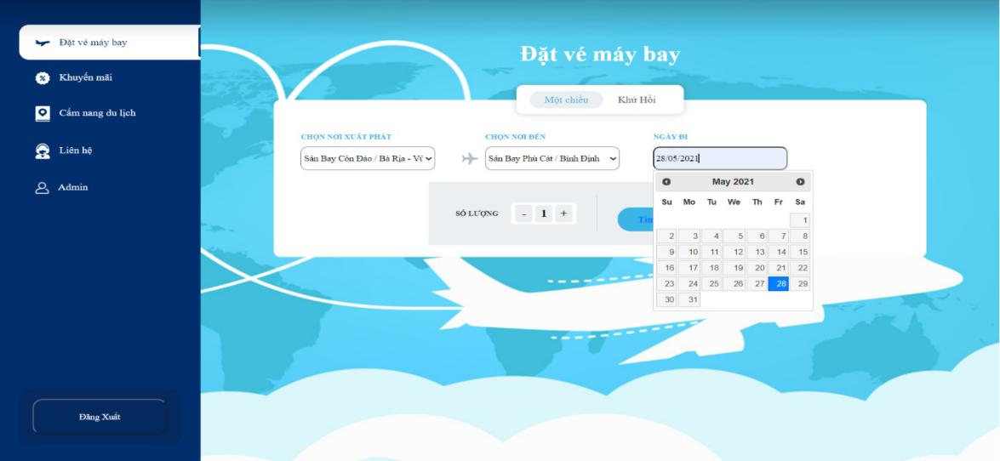 Đặt vé máy bay
Khuyến mãi
Cẩm nang du lịch
Liên hệ
Admin
Đăng Xuất
Đặt vé máy bay
Một chiều Khứ Hồi
CHỌN NƠI XUẤT PHÁT CHỌN NƠI ĐẾN NGÀY ĐI
Sân Bay Côn Đảo / Bà Rịa - Vũ Sân Bay Phù Cát / Bình Định 28/05/2021
SỐ LƯỢNG - 1 +
May 2021
Su Mo Tu We Th Fr Sa
1
2 3 4 5 6 7 8
9 10 11 12 13 14 15
16 17 18 19 20 21 22
23 24 25 26 27 28 29
30 31